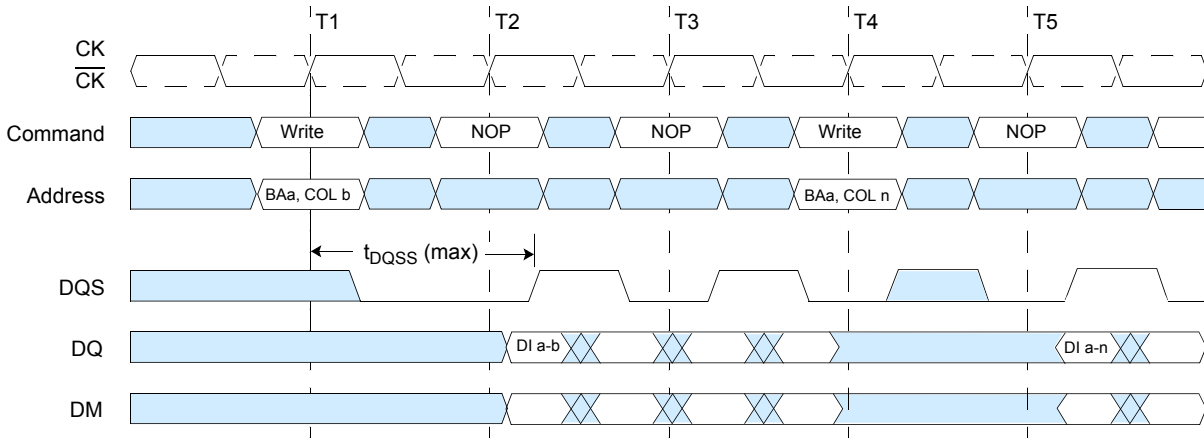 T1 T2 T3 T4 T5
CK
CK
Command Write NOP NOP Write NOP
Address BAa, COL b BAa, COL n
tDQSS (max)
DQS
DQ DI a-b DI a-n
DM